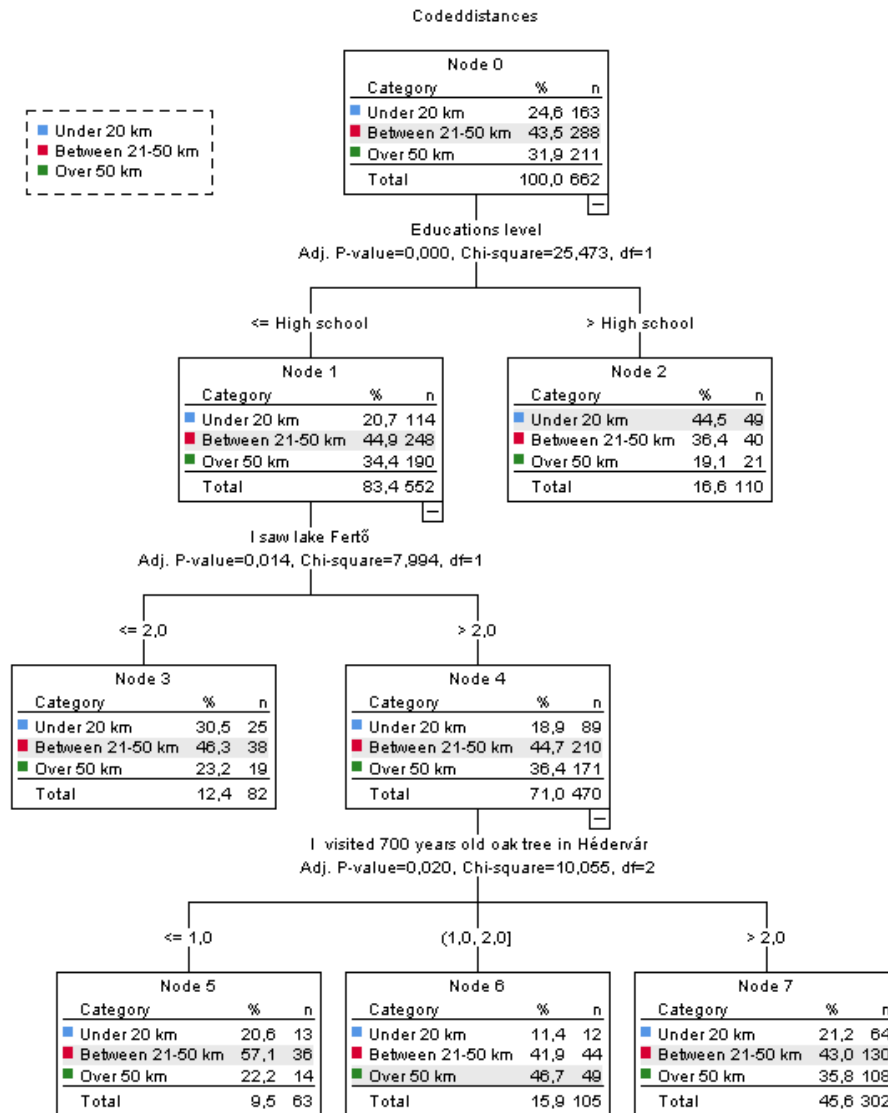 Codeddistances
Under 20 km
Between 21-50 km
Over 50 km
Node 0
Category % n
Under 20 km 24,6 163
Between 21-50 km 43,5 288
Over 50 km 31,9 211
Total 100,0 662
Educations level
Adj. P-value=0,000, Chi-square=25,473, df=1
<= High school
> High school
Node 1
Category % n
Under 20 km 20,7 114
Between 21-50 km 44,9 248
Over 50 km 34,4 190
Total 83,4 552
Node 2
Category % n
Under 20 km 44,5 49
Between 21-50 km 36,4 40
Over 50 km 19,1 21
Total 16,6 110
I saw lake Fertő
Adj. P-value=0,014, Chi-square=7,994, df=1
<= 2,0
> 2,0
Node 3
Category % n
Under 20 km 30,5 25
Between 21-50 km 46,3 38
Over 50 km 23,2 19
Total 12,4 82
Node 4
Category % n
Under 20 km 18,9 89
Between 21-50 km 44,7 210
Over 50 km 36,4 171
Total 71,0 470
I visited 700 years old oak tree in Hédervár
Adj. P-value=0,020, Chi-square=10,055, df=2
<= 1,0
(1,0, 2,0]
> 2,0
Node 5
Category % n
Under 20 km 20,6 13
Between 21-50 km 57,1 36
Over 50 km 22,2 14
Total 9,5 63
Node 6
Category % n
Under 20 km 11,4 12
Between 21-50 km 41,9 44
Over 50 km 46,7 49
Total 15,9 105
Node 7
Category % n
Under 20 km 21,2 64
Between 21-50 km 43,0 130
Over 50 km 35,8 108
Total 45,6 302